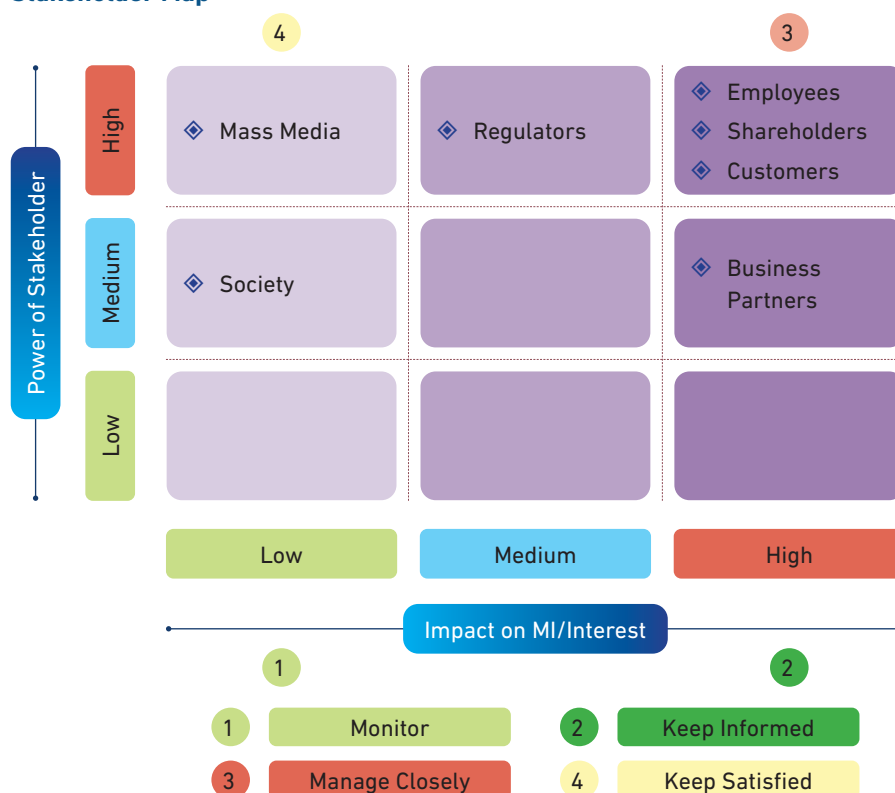 4
3
High
Mass Media
Regulators
Employees
Shareholders
Customers
Power of Stakeholder
Medium
Society
Business
Partners
Low
Low
Medium
High
Impact on MI/Interest
1
2
1 Monitor
2 Keep Informed
3 Manage Closely
4 Keep Satisfied